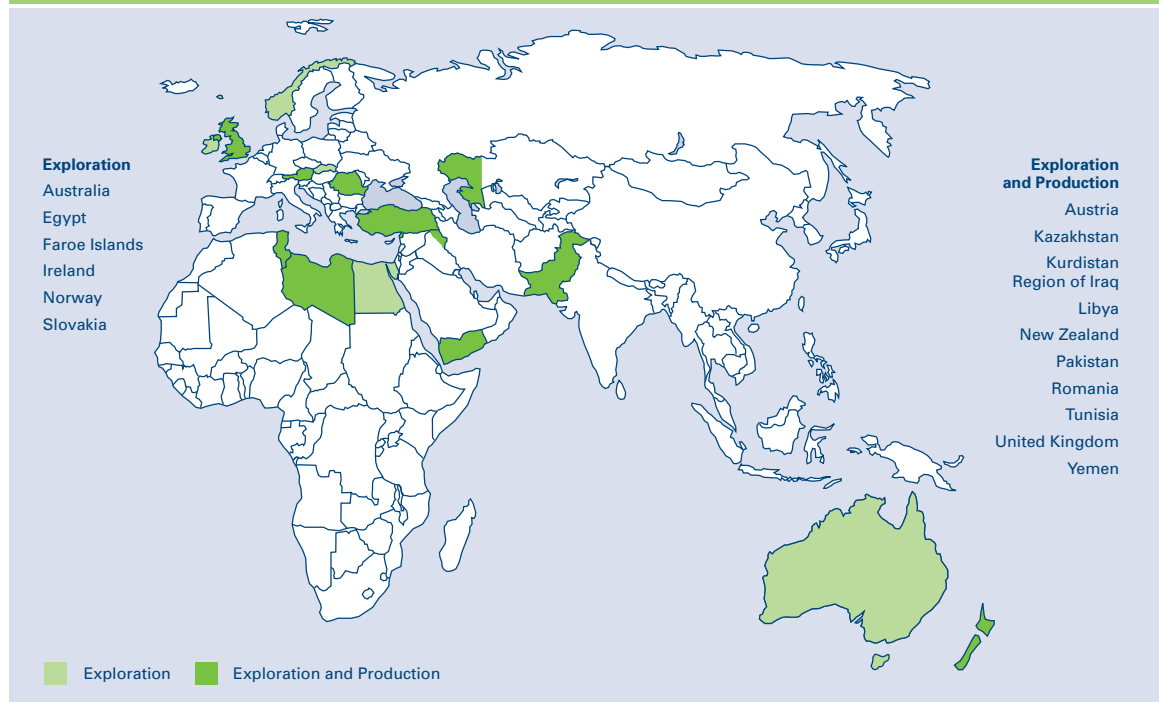 Exploration
Australia
Egypt
Faroe Islands
Ireland
Norway
Slovakia
Exploration
and Production
Austria
Kazakhstan
Kurdistan
Region of Iraq
Libya
New Zealand
Pakistan
Romania
Tunisia
United Kingdom
Yemen
Exploration
Exploration and Production